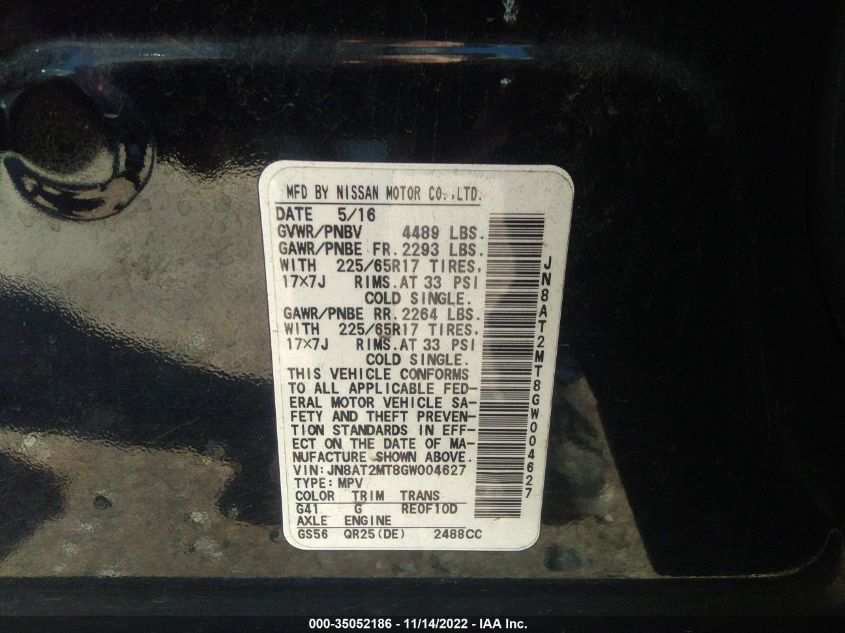 MFD BY NISSAN MOTOR CO.,LTD.
DATE 5/16
GVWR/PNBV 4489 LBS.
GAWR/PNBE FR. 2293 LBS.
WITH 225/65R17 TIRES,
17×7J RIMS. AT 33 PSI
COLD SINGLE.
GAWR/PNBE RR. 2264 LBS.
WITH 225/65R17 TIRES,
17×7J RIMS. AT 33 PSI
COLD SINGLE.
THIS VEHICLE CONFORMS
TO ALL APPLICABLE FED-
ERAL MOTOR VEHICLE SA-
FETY AND THEFT PREVEN-
TION STANDARDS IN EFF-
ECT ON THE DATE OF MA-
NUFACTURE SHOWN ABOVE.
VIN:JN8AT2MT8GW004627
TYPE:MPV
COLOR TRIM TRANS
G41 G RE0F10D
AXLE ENGINE
GS56 QR25(DE) 2488CC
JN8AT2MT8GW004627
000-35052186 - 11/14/2022 - IAA Inc.